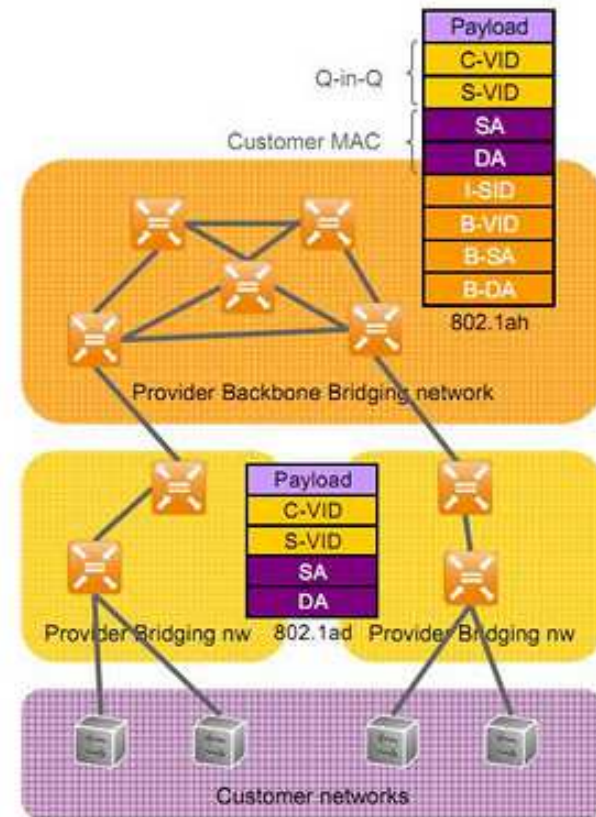 Payload
C-VID
Q-in-Q
S-VID
SA
Customer MAC
DA
I-SID
B-VID
B-SA
B-DA
802.1ah
Provider Backbone Bridging network
Payload
C-VID
S-VID
SA
DA
Provider Bridging nw
802.1ad
Provider Bridging nw
Customer networks